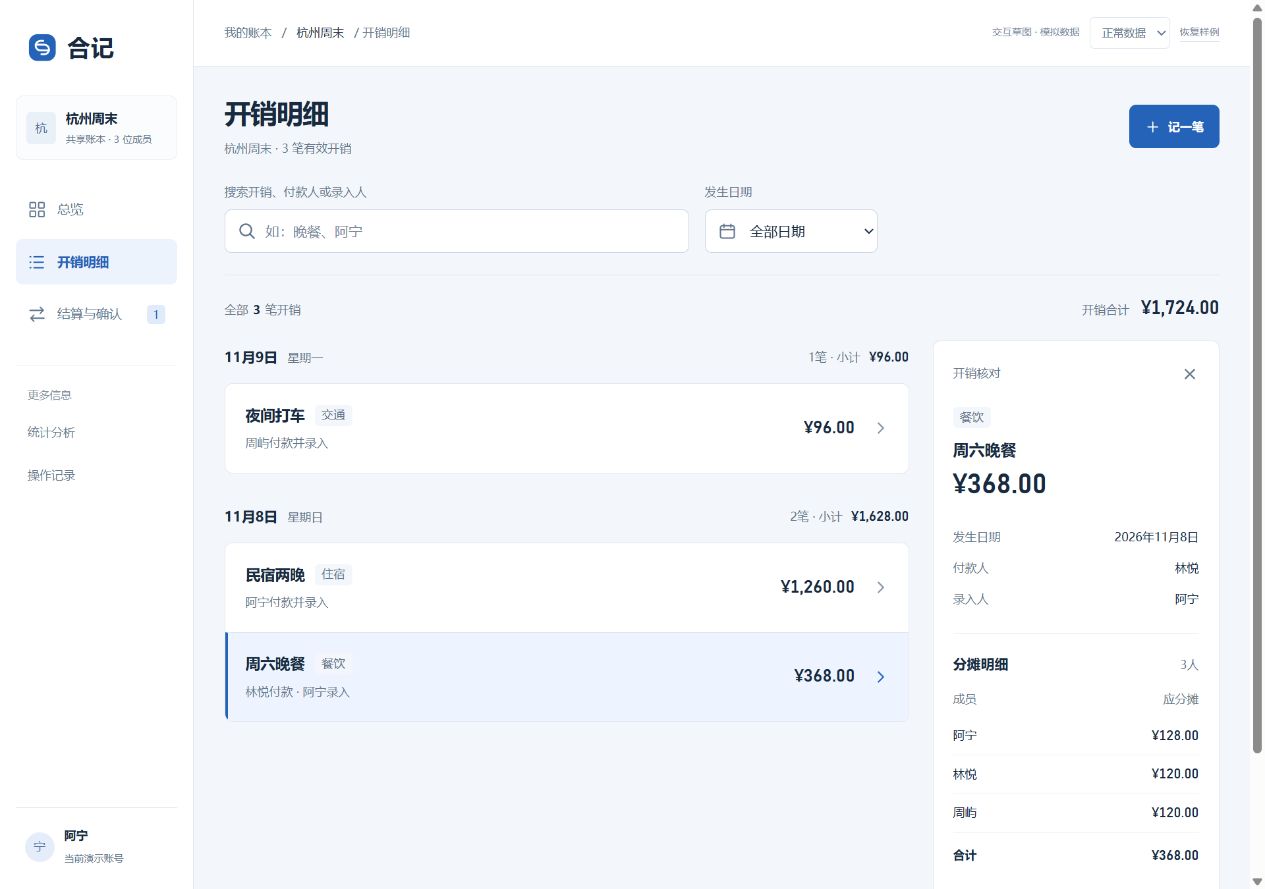 合记
杭
杭州周末
共享账本 · 3 位成员
总览
开销明细
结算与确认 1
更多信息
统计分析
操作记录
宁
阿宁
当前演示账号
我的账本 / 杭州周末 / 开销明细
交互草图 · 模拟数据 正常数据 恢复样例
开销明细
杭州周末 · 3 笔有效开销
+ 记一笔
搜索开销、付款人或录入人
如：晚餐、阿宁
发生日期
全部日期
全部 3 笔开销
开销合计 ¥1,724.00
11月9日 星期一 1笔 · 小计 ¥96.00
夜间打车 交通
周屿付款并录入
¥96.00
11月8日 星期日 2笔 · 小计 ¥1,628.00
民宿两晚 住宿
阿宁付款并录入
¥1,260.00
周六晚餐 餐饮
林悦付款 · 阿宁录入
¥368.00
开销核对
餐饮
周六晚餐
¥368.00
发生日期 2026年11月8日
付款人 林悦
录入人 阿宁
分摊明细 3人
成员 应分摊
阿宁 ¥128.00
林悦 ¥120.00
周屿 ¥120.00
合计 ¥368.00